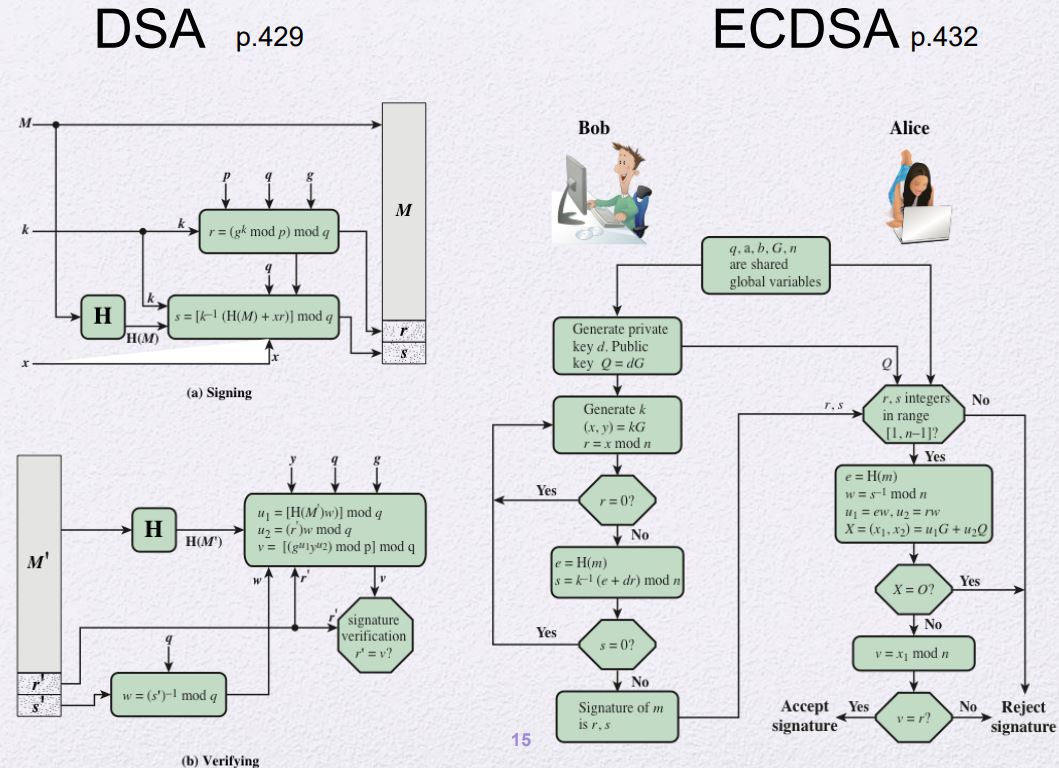 DSA p.429
ECDSA p.432
M
k
x
p q g
k
r = (g^k mod p) mod q
q
k
H
H(M)
s = [k^–1 (H(M) + xr)] mod q
x
M
r
s
(a) Signing
M'
r'
s'
H
H(M')
y q g
u1 = [H(M')w)] mod q
u2 = (r')w mod q
v = [(g^u1 y^u2) mod p] mod q
w
r'
v
q
w = (s')^–1 mod q
r'
signature
verification
r' = v?
(b) Verifying
Bob
Alice
q, a, b, G, n
are shared
global variables
Generate private
key d. Public
key Q = dG
Q
Generate k
(x, y) = kG
r = x mod n
Yes
r = 0?
No
e = H(m)
s = k^–1 (e + dr) mod n
Yes
s = 0?
No
Signature of m
is r, s
r, s
r, s integers
in range
[1, n–1]?
No
Yes
e = H(m)
w = s^–1 mod n
u1 = ew, u2 = rw
X = (x1, x2) = u1G + u2Q
X = O?
Yes
No
v = x1 mod n
v = r?
Yes
No
Accept
signature
Reject
signature
15